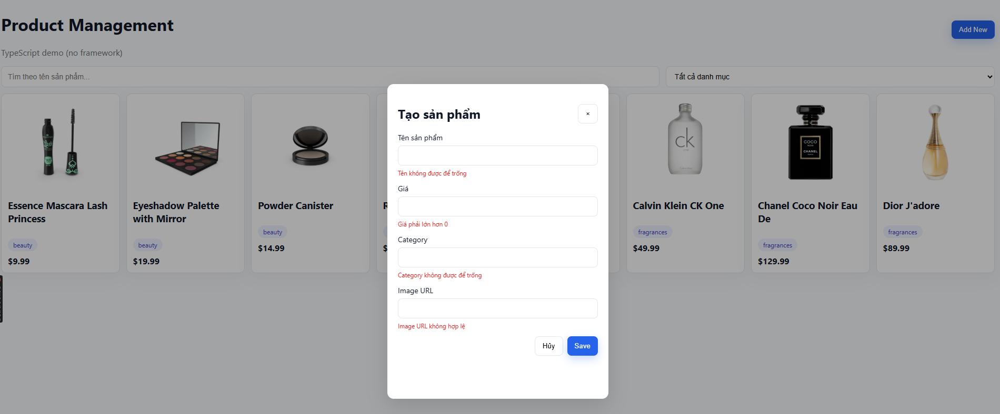 Product Management
Add New
TypeScript demo (no framework)
Tìm theo tên sản phẩm...
Tất cả danh mục
Tạo sản phẩm
×
Tên sản phẩm
Tên không được để trống
Giá
Giá phải lớn hơn 0
Category
Category không được để trống
Image URL
Image URL không hợp lệ
Hủy
Save
Essence Mascara Lash
Princess
beauty
$9.99
Eyeshadow Palette
with Mirror
beauty
$19.99
Powder Canister
beauty
$14.99
R
$
ck
one
Calvin Klein CK One
fragrances
$49.99
COCO
NOIR
CHANEL
PARIS
Chanel Coco Noir Eau
De
fragrances
$129.99
Dior J'adore
fragrances
$89.99